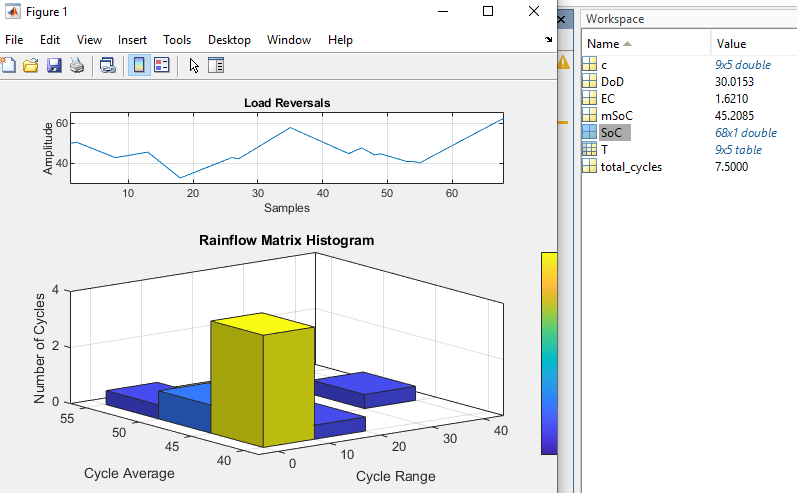 Figure 1
File Edit View Insert Tools Desktop Window Help
Load Reversals
Amplitude
60
40
10 20 30 40 50 60
Samples
Rainflow Matrix Histogram
Number of Cycles
4
2
0
55 50 45 40
0 10 20 30 40
Cycle Average
Cycle Range
Workspace
Name Value
c 9x5 double
DoD 30.0153
EC 1.6210
mSoC 45.2085
SoC 68x1 double
T 9x5 table
total_cycles 7.5000